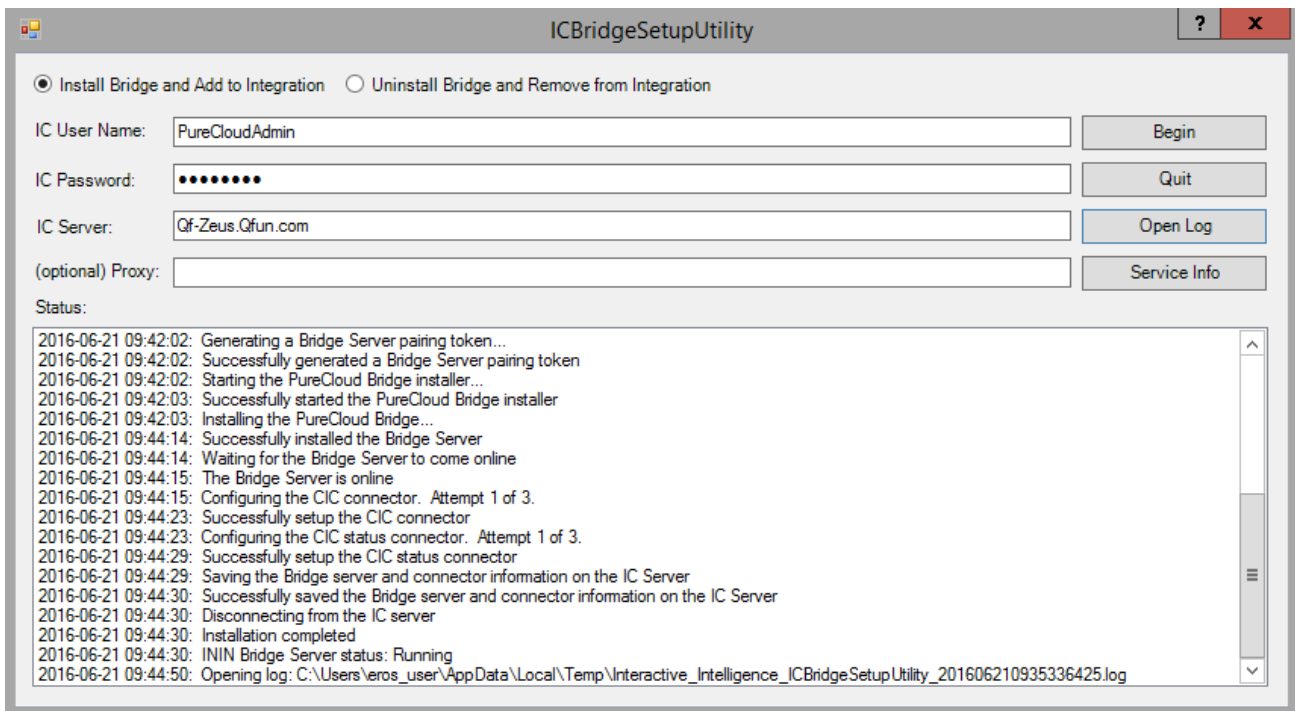 ICBridgeSetupUtility
? x
Install Bridge and Add to Integration Uninstall Bridge and Remove from Integration
IC User Name: PureCloudAdmin Begin
IC Password: ●●●●●●●● Quit
IC Server: Qf-Zeus.Qfun.com Open Log
(optional) Proxy: Service Info
Status:
2016-06-21 09:42:02: Generating a Bridge Server pairing token...
2016-06-21 09:42:02: Successfully generated a Bridge Server pairing token
2016-06-21 09:42:02: Starting the PureCloud Bridge installer...
2016-06-21 09:42:03: Successfully started the PureCloud Bridge installer
2016-06-21 09:42:03: Installing the PureCloud Bridge...
2016-06-21 09:44:14: Successfully installed the Bridge Server
2016-06-21 09:44:14: Waiting for the Bridge Server to come online
2016-06-21 09:44:15: The Bridge Server is online
2016-06-21 09:44:15: Configuring the CIC connector. Attempt 1 of 3.
2016-06-21 09:44:23: Successfully setup the CIC connector
2016-06-21 09:44:23: Configuring the CIC status connector. Attempt 1 of 3.
2016-06-21 09:44:29: Successfully setup the CIC status connector
2016-06-21 09:44:29: Saving the Bridge server and connector information on the IC Server
2016-06-21 09:44:30: Successfully saved the Bridge server and connector information on the IC Server
2016-06-21 09:44:30: Disconnecting from the IC server
2016-06-21 09:44:30: Installation completed
2016-06-21 09:44:30: ININ Bridge Server status: Running
2016-06-21 09:44:50: Opening log: C:\Users\eros_user\AppData\Local\Temp\Interactive_Intelligence_ICBridgeSetupUtility_201606210935336425.log